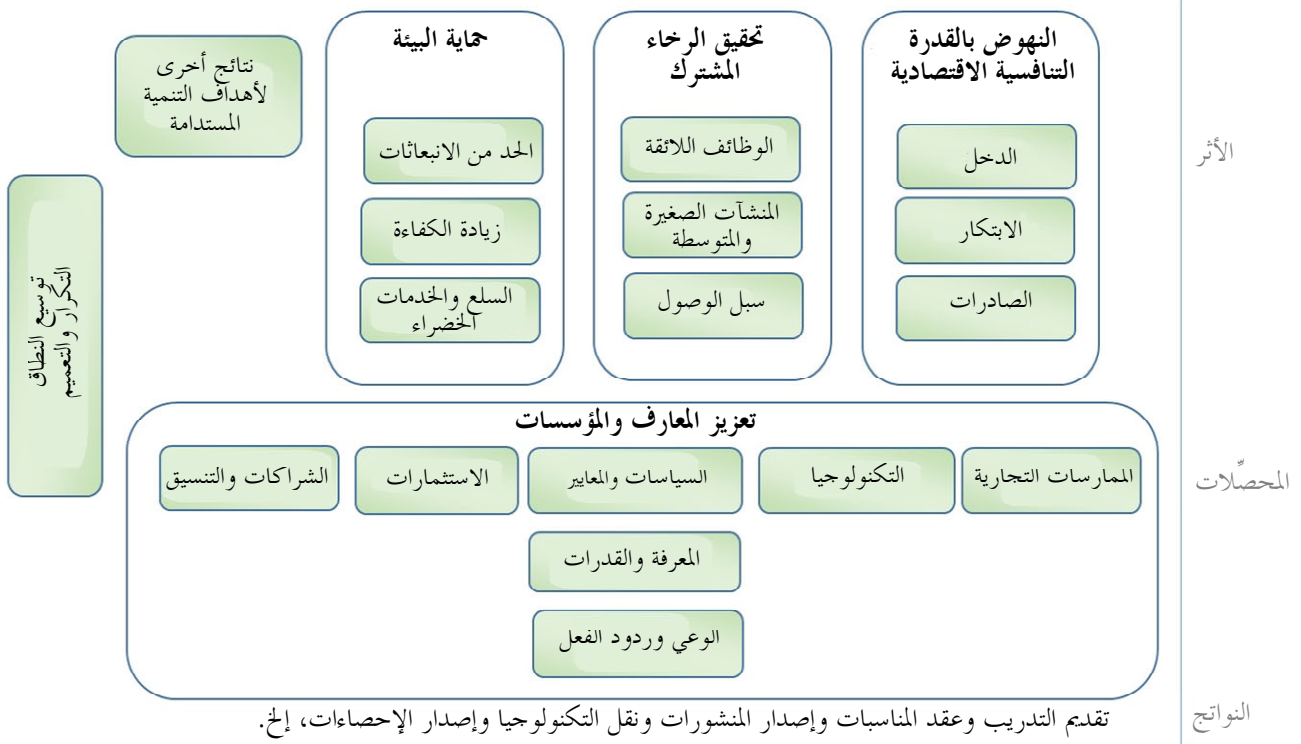 الأثر
النهوض بالقدرة
التنافسية الاقتصادية
الدخل
الابتكار
الصادرات
تحقيق الرخاء
المشترك
الوظائف اللائقة
المنشآت الصغيرة
والمتوسطة
سبل الوصول
حماية البيئة
الحد من الانبعاثات
زيادة الكفاءة
السلع والخدمات
الخضراء
نتائج أخرى
لأهداف التنمية
المستدامة
توسيع النطاق
التكرار والتعميم
المحصِّلات
تعزيز المعارف والمؤسسات
الممارسات التجارية
التكنولوجيا
السياسات والمعايير
الاستثمارات
الشراكات والتنسيق
المعرفة والقدرات
الوعي وردود الفعل
النواتج
تقديم التدريب وعقد المناسبات وإصدار المنشورات ونقل التكنولوجيا وإصدار الإحصاءات، إلخ.